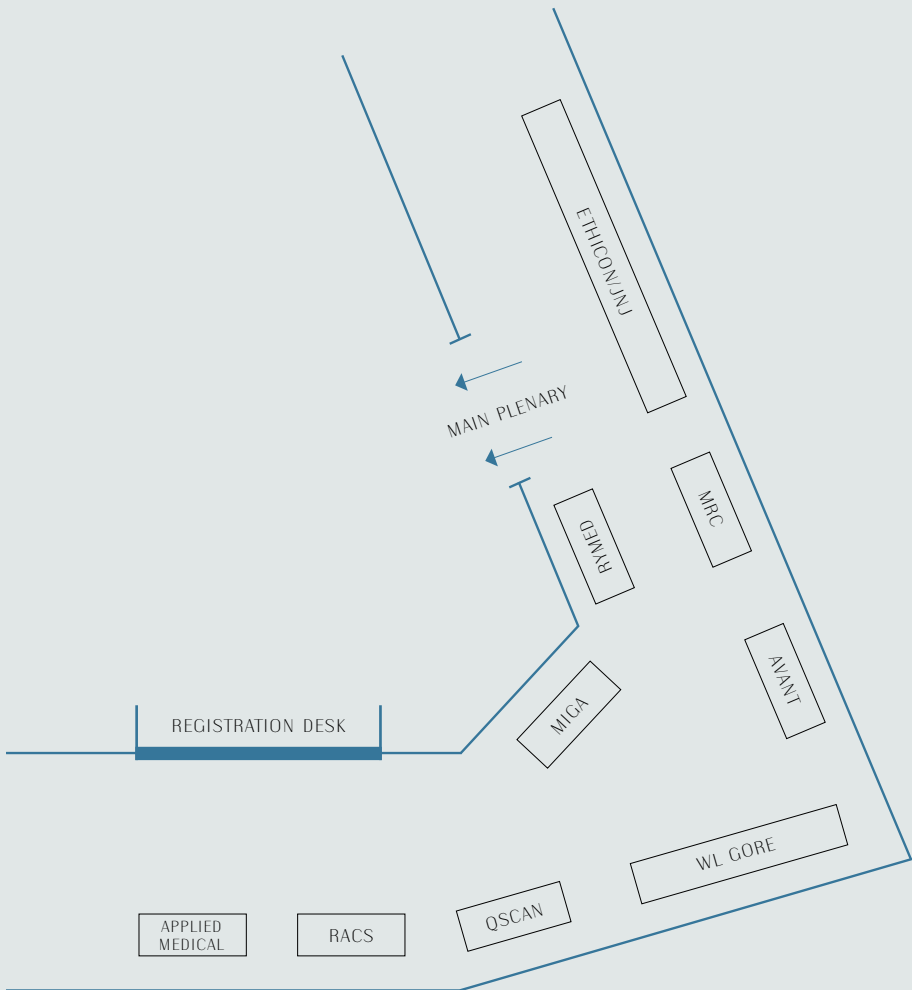 ETHICON/JNJ
MAIN PLENARY
MRC
RYMED
AVANT
MIGA
REGISTRATION DESK
WL GORE
QSCAN
APPLIED
MEDICAL
RACS